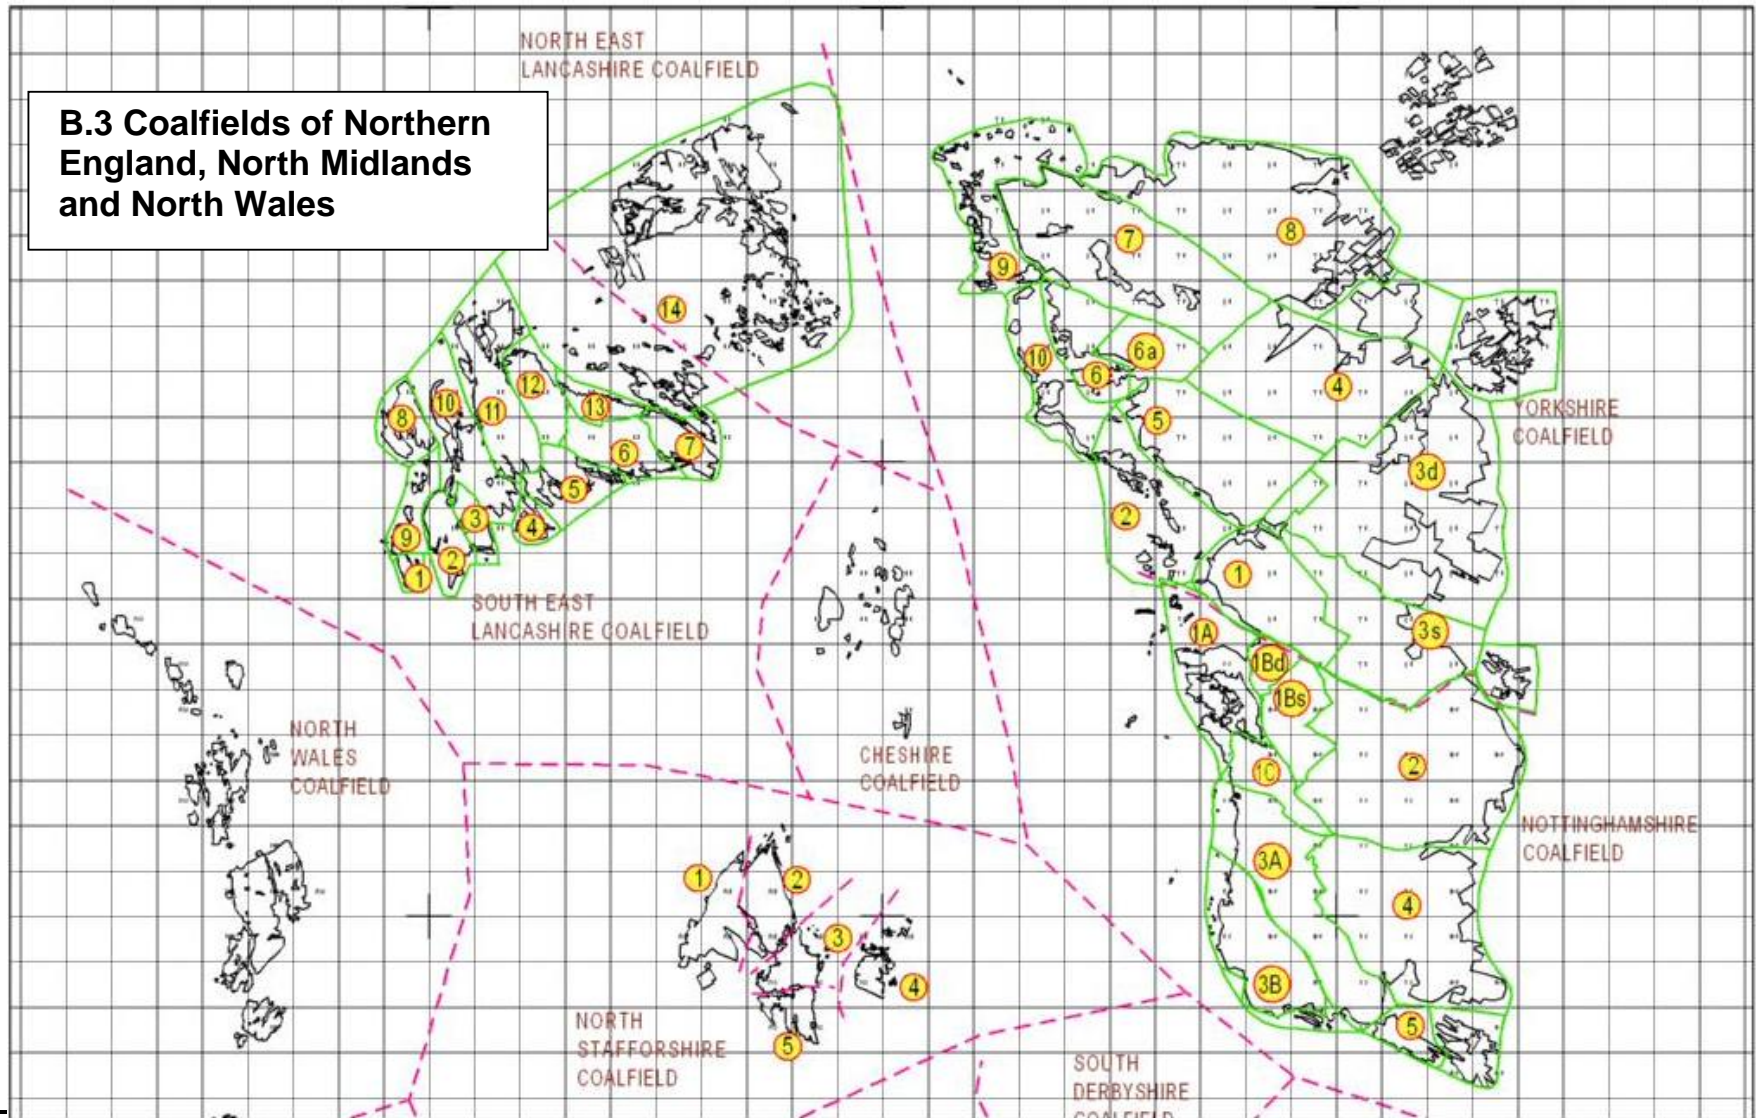 NORTH EAST
LANCASHIRE COALFIELD
B.3 Coalfields of Northern
England, North Midlands
and North Wales
14
12
13
10
11
8
6
7
5
3
4
9
2
1
SOUTH EAST
LANCASHIRE COALFIELD
7
8
9
6a
10
6
4
5
YORKSHIRE
COALFIELD
3d
2
1
3s
1A
1Bd
1Bs
1C
2
NORTH
WALES
COALFIELD
CHESHIRE
COALFIELD
NOTTINGHAMSHIRE
COALFIELD
3A
4
3B
5
1
2
3
4
5
NORTH
STAFFORSHIRE
COALFIELD
SOUTH
DERBYSHIRE
COALFIELD